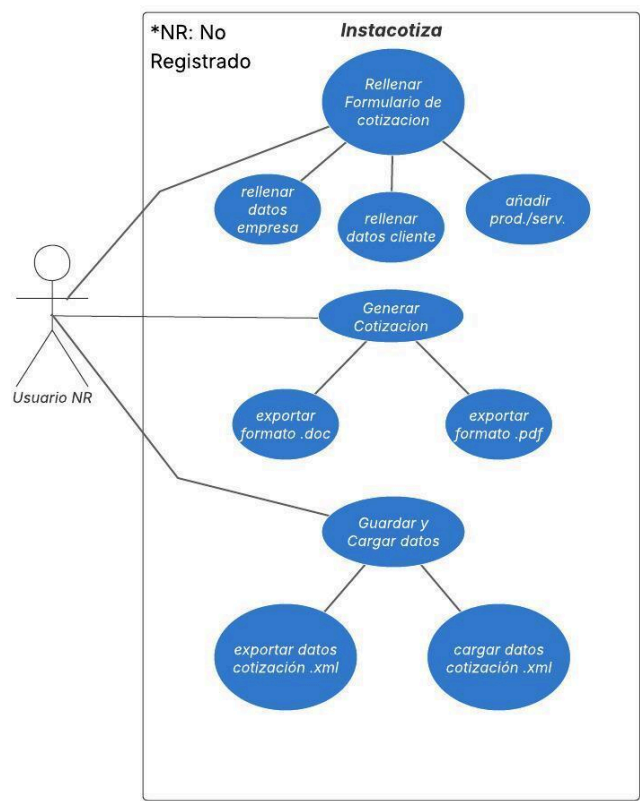 *NR: No
Registrado
Instacotiza
Rellenar
Formulario de
cotizacion
rellenar
datos
empresa
rellenar
datos cliente
añadir
prod./serv.
Generar
Cotizacion
Usuario NR
exportar
formato .doc
exportar
formato .pdf
Guardar y
Cargar datos
exportar datos
cotización .xml
cargar datos
cotización .xml